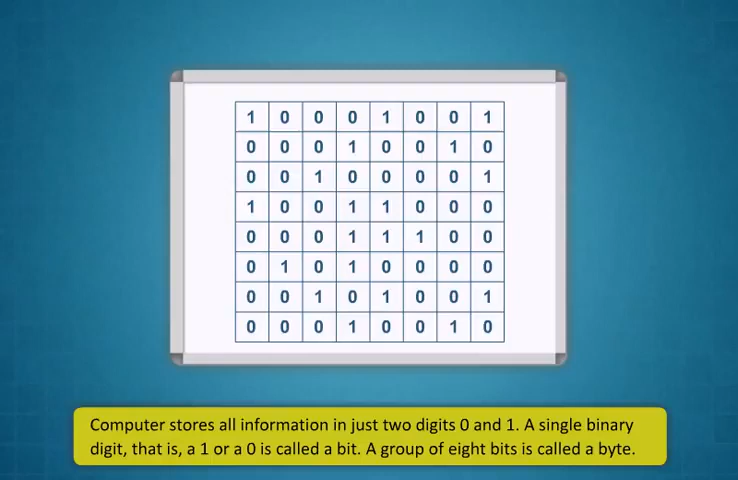 1 0 0 0 1 0 0 1
0 0 0 1 0 0 1 0
0 0 1 0 0 0 0 1
1 0 0 1 1 0 0 0
0 0 0 1 1 1 0 0
0 1 0 1 0 0 0 0
0 0 1 0 1 0 0 1
0 0 0 1 0 0 1 0
Computer stores all information in just two digits 0 and 1. A single binary
digit, that is, a 1 or a 0 is called a bit. A group of eight bits is called a byte.